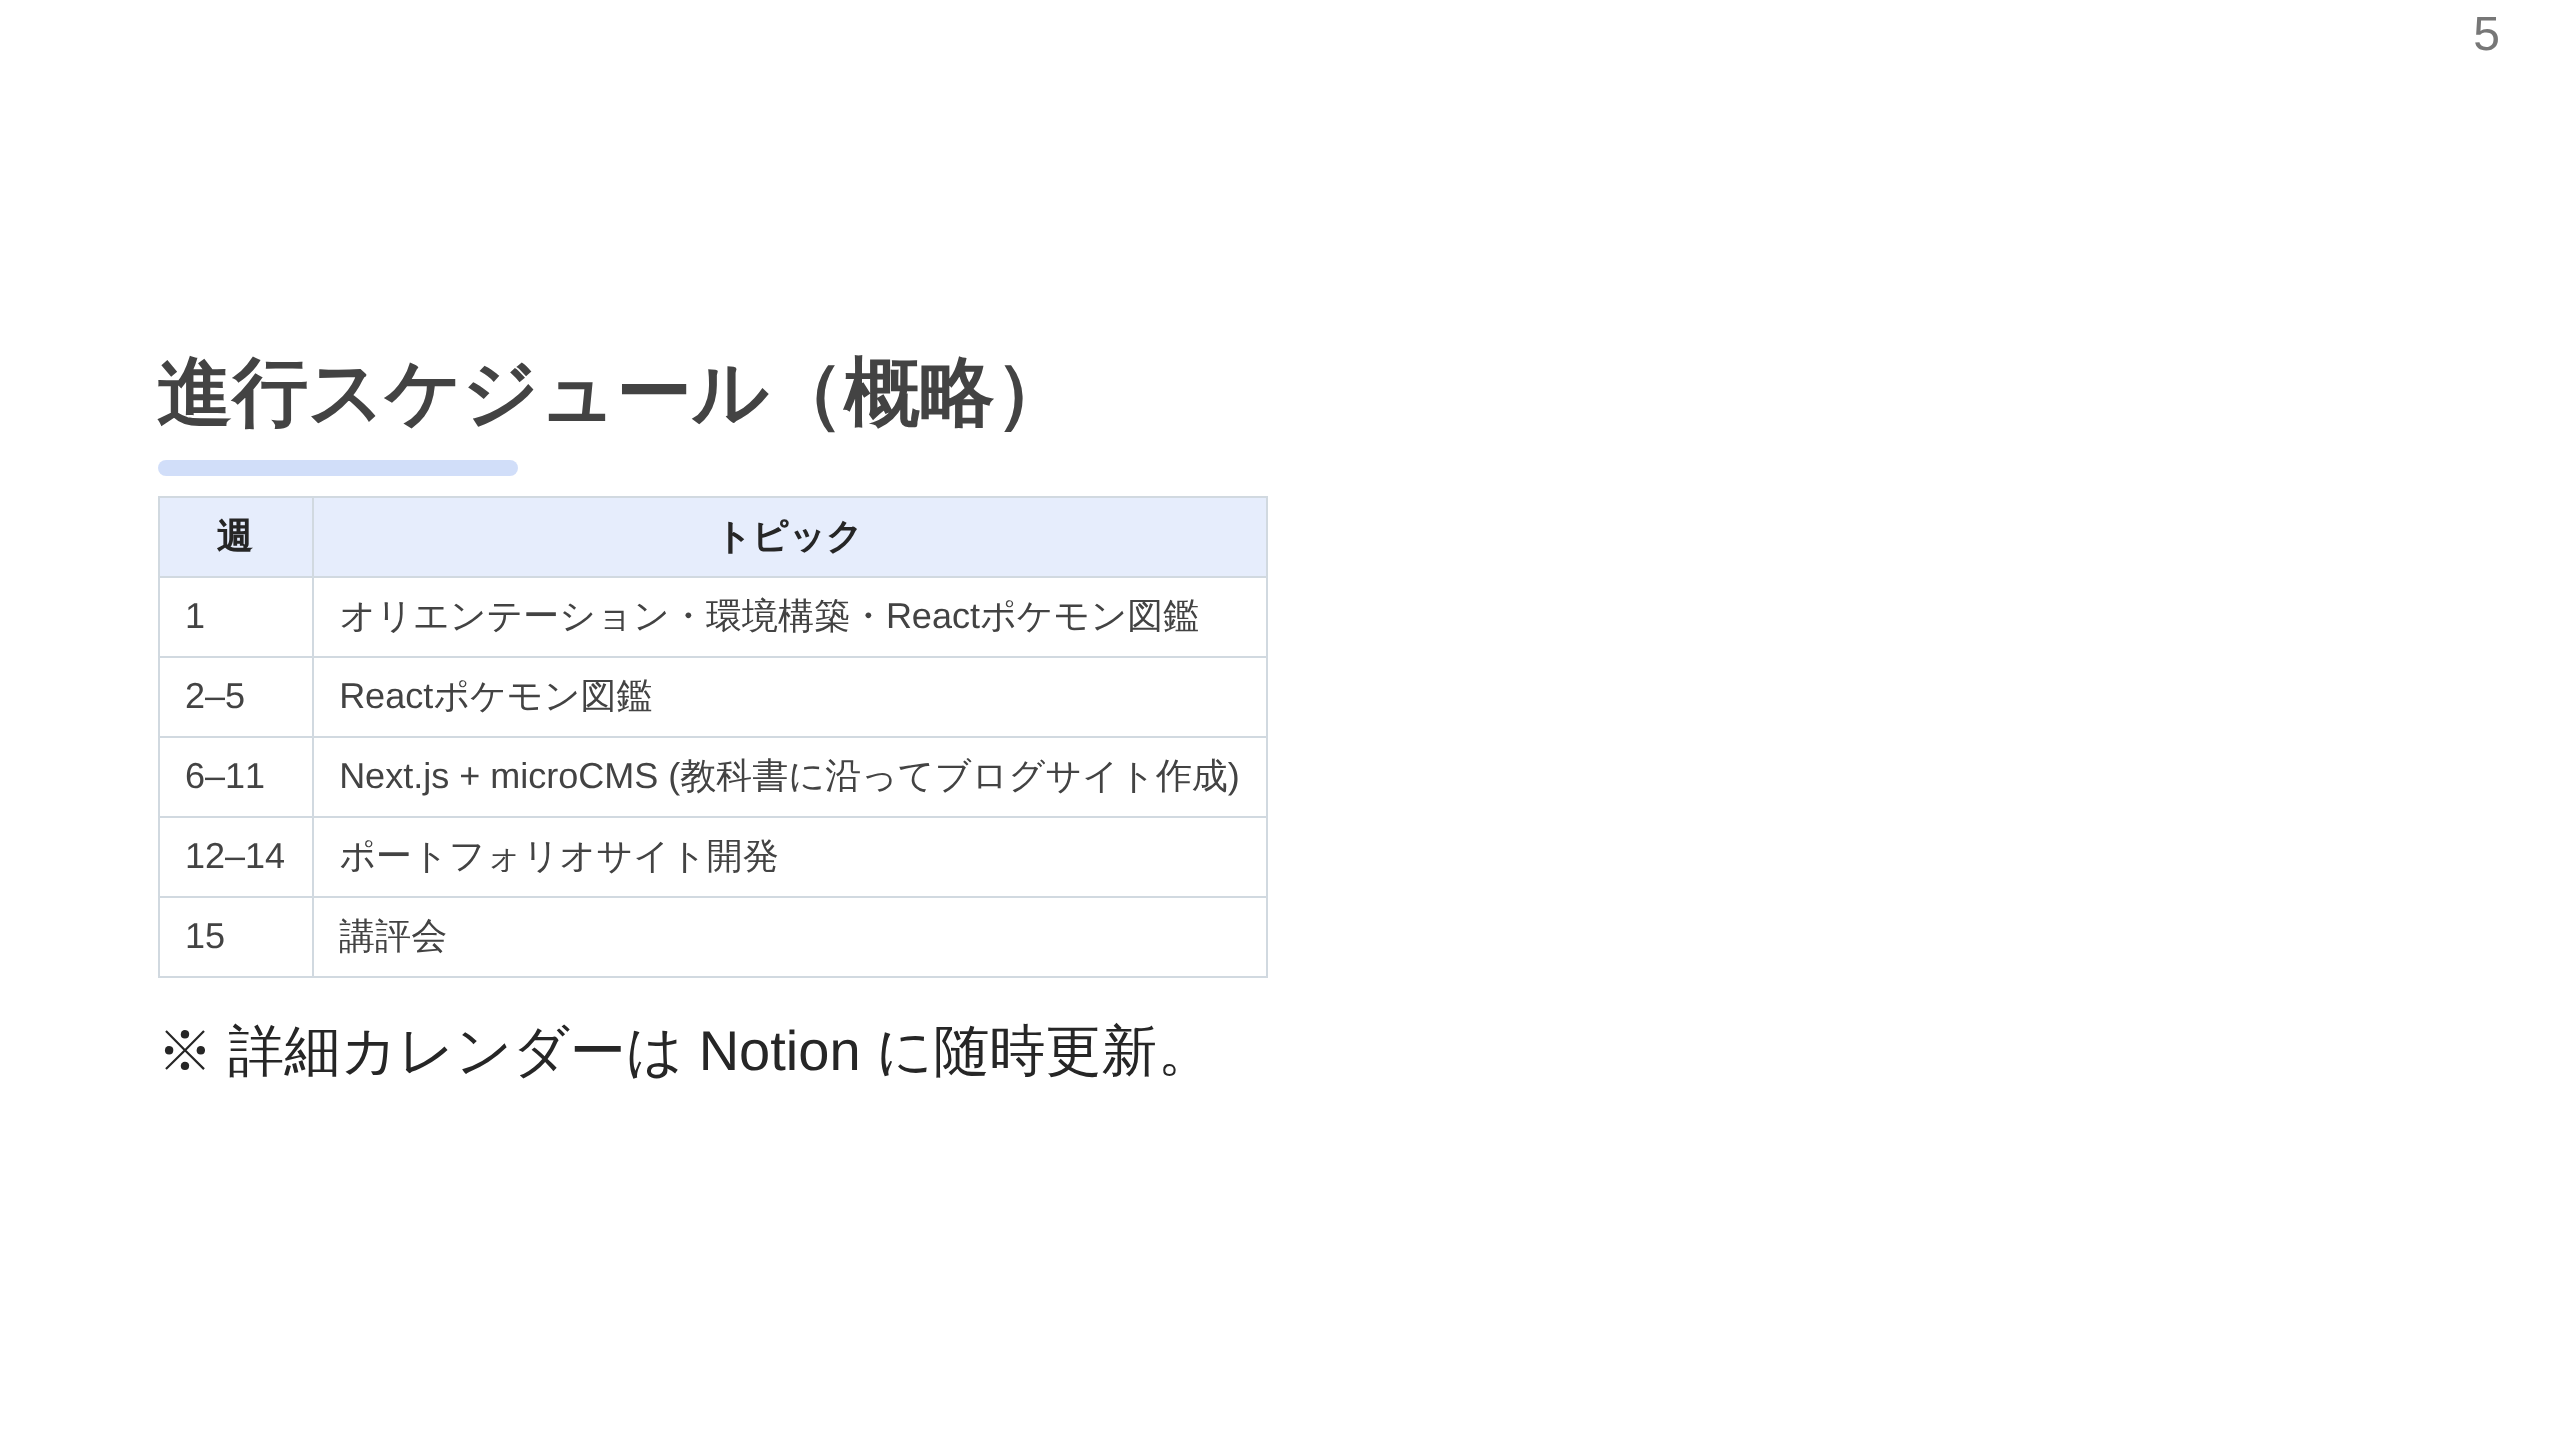 5
進行スケジュール（概略）
週 トピック
1 オリエンテーション・環境構築・Reactポケモン図鑑
2–5 Reactポケモン図鑑
6–11 Next.js + microCMS (教科書に沿ってブログサイト作成)
12–14 ポートフォリオサイト開発
15 講評会
※ 詳細カレンダーは Notion に随時更新。